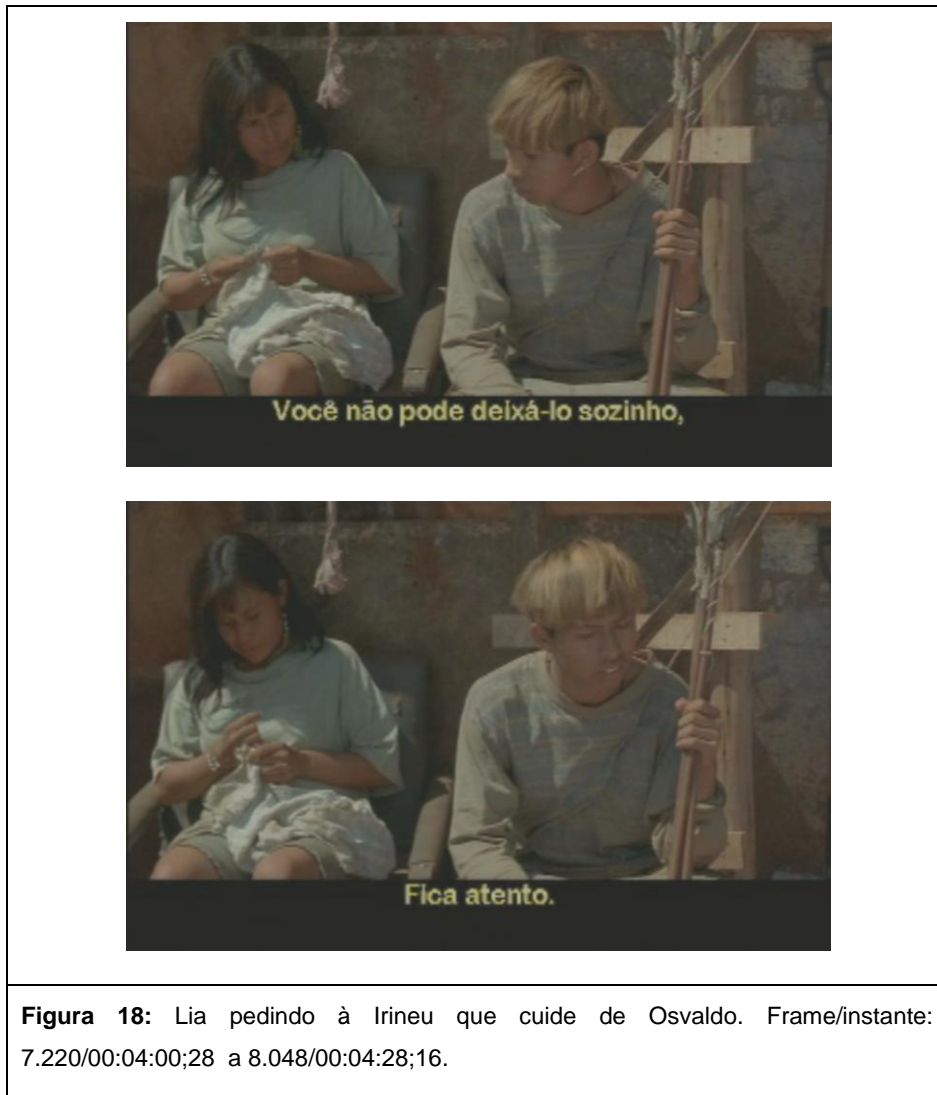 Você não pode deixá-lo sozinho,
Fica atento.
Figura 18: Lia pedindo à Irineu que cuide de Osvaldo. Frame/instante:
7.220/00:04:00;28 a 8.048/00:04:28;16.